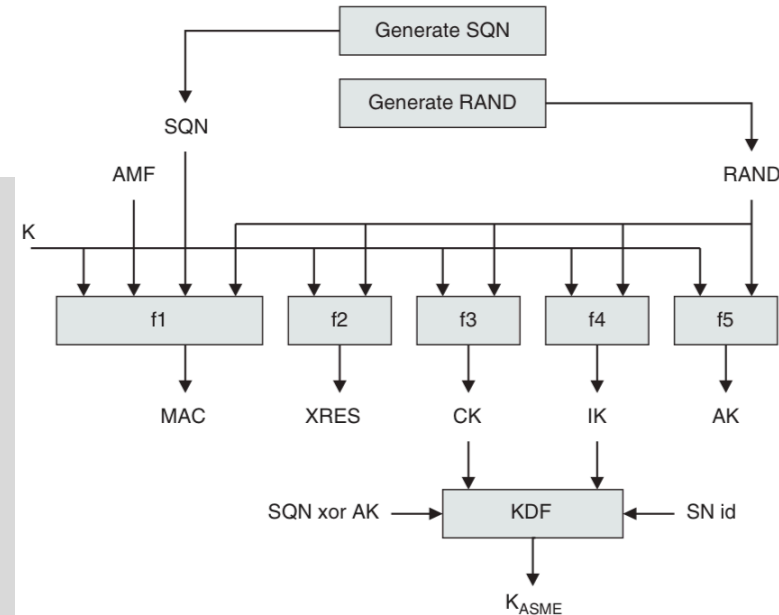 Generate SQN
Generate RAND
SQN
AMF
RAND
K
f1
f2
f3
f4
f5
MAC
XRES
CK
IK
AK
SQN xor AK
KDF
SN id
K_ASME